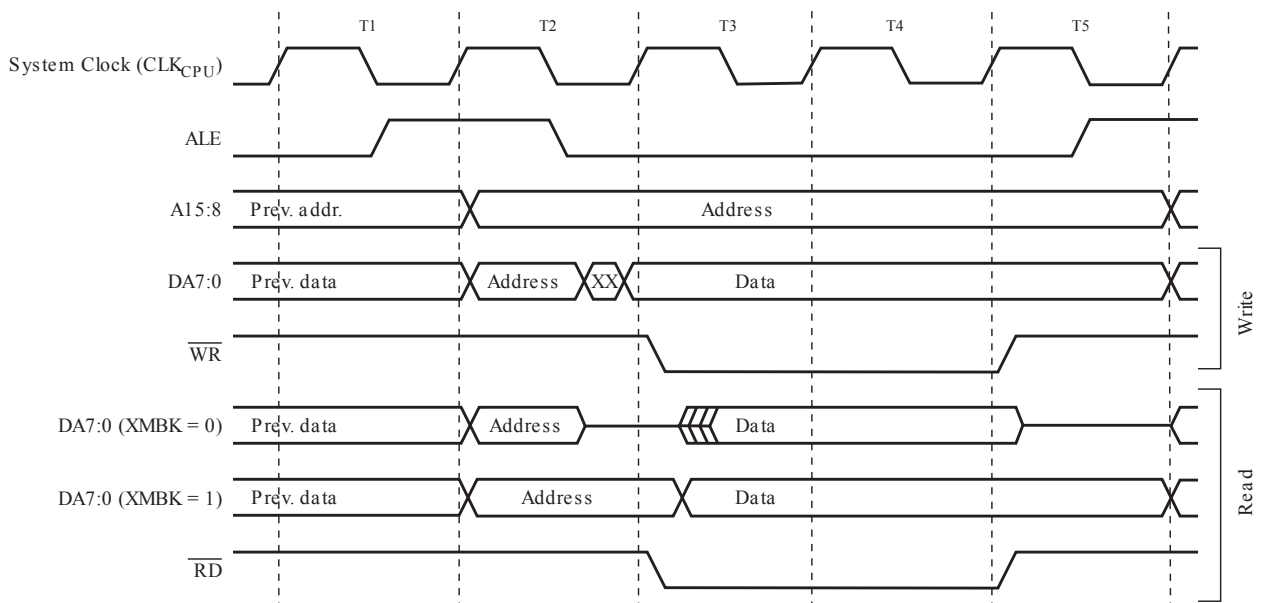 T1 T2 T3 T4 T5
System Clock (CLKCPU)
ALE
A15:8 Prev. addr. Address
DA7:0 Prev. data Address XX Data
WR
Write
DA7:0 (XMBK = 0) Prev. data Address Data
DA7:0 (XMBK = 1) Prev. data Address Data
Read
RD